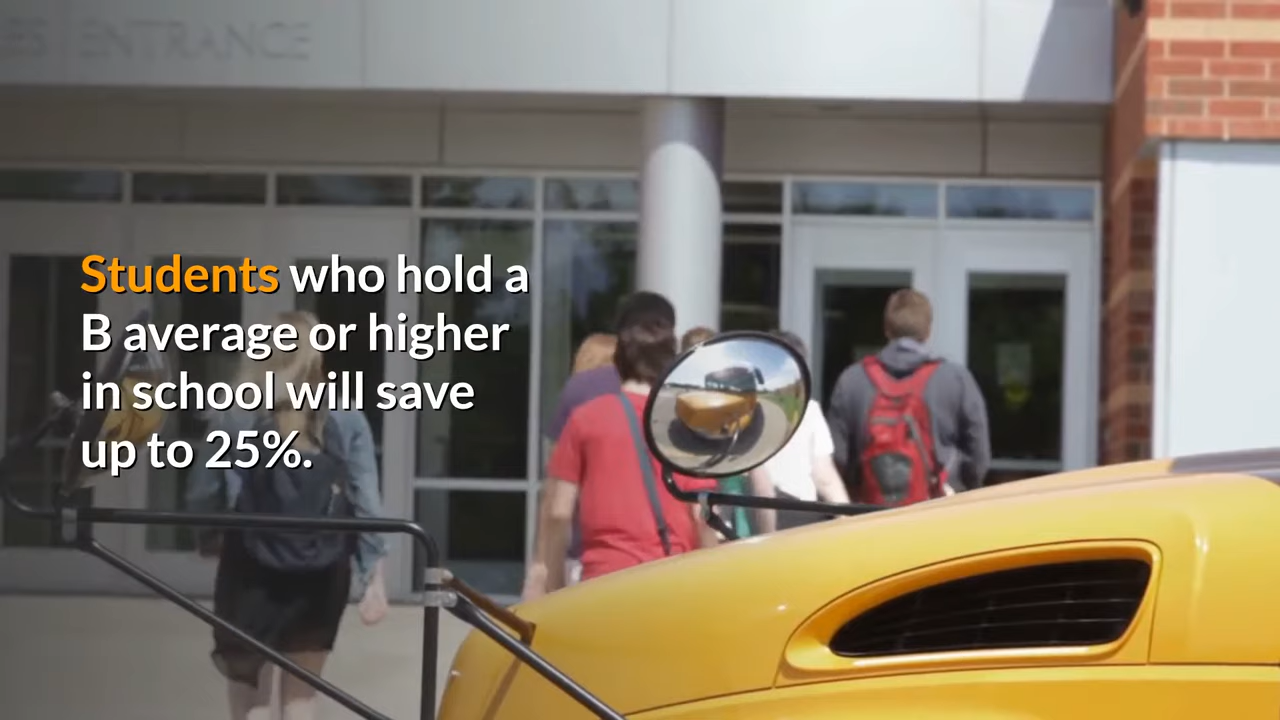 ENTRANCE
Students who hold a
B average or higher
in school will save
up to 25%.